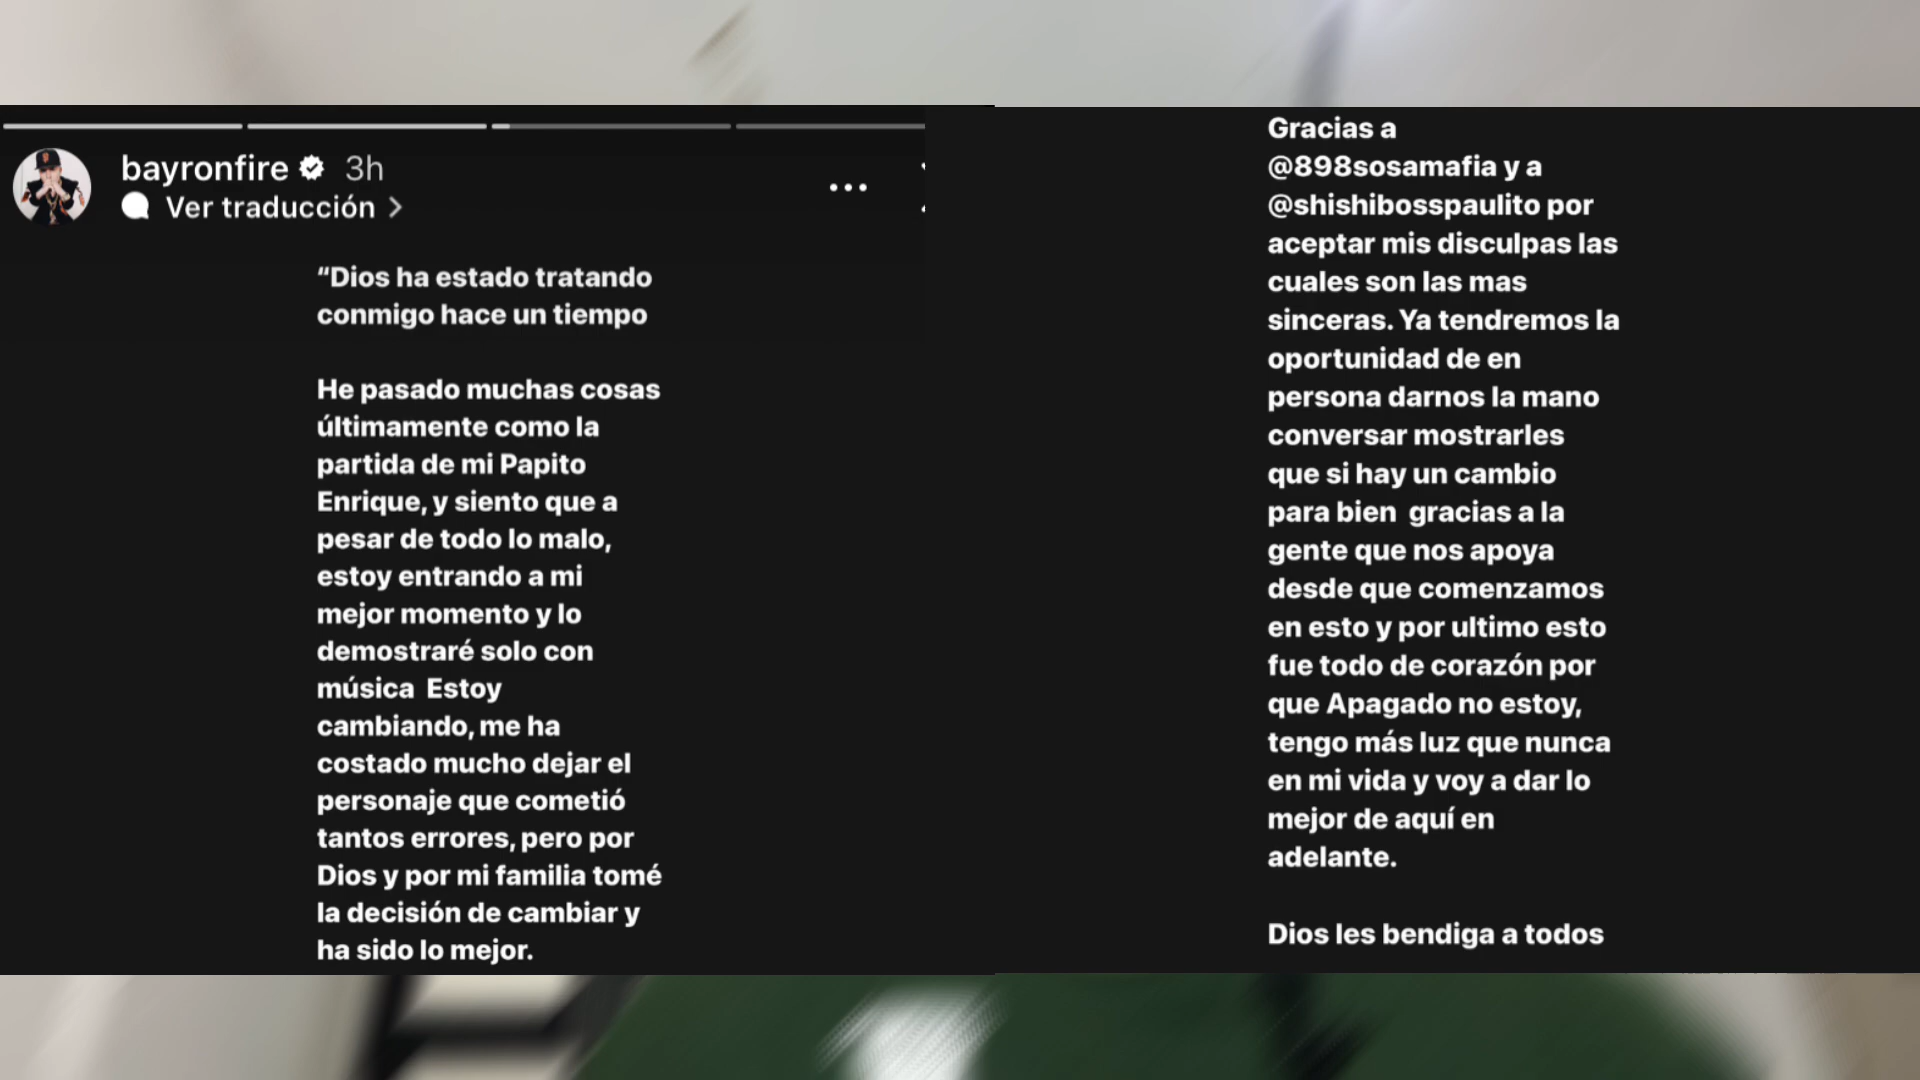 bayronfire 3h
Ver traducción
“Dios ha estado tratando
conmigo hace un tiempo
He pasado muchas cosas
últimamente como la
partida de mi Papito
Enrique, y siento que a
pesar de todo lo malo,
estoy entrando a mi
mejor momento y lo
demostraré solo con
música  Estoy
cambiando, me ha
costado mucho dejar el
personaje que cometió
tantos errores, pero por
Dios y por mi familia tomé
la decisión de cambiar y
ha sido lo mejor.
Gracias a
@898sosamafia y a
@shishibosspaulito por
aceptar mis disculpas las
cuales son las mas
sinceras. Ya tendremos la
oportunidad de en
persona darnos la mano
conversar mostrarles
que si hay un cambio
para bien  gracias a la
gente que nos apoya
desde que comenzamos
en esto y por ultimo esto
fue todo de corazón por
que Apagado no estoy,
tengo más luz que nunca
en mi vida y voy a dar lo
mejor de aquí en
adelante.
Dios les bendiga a todos